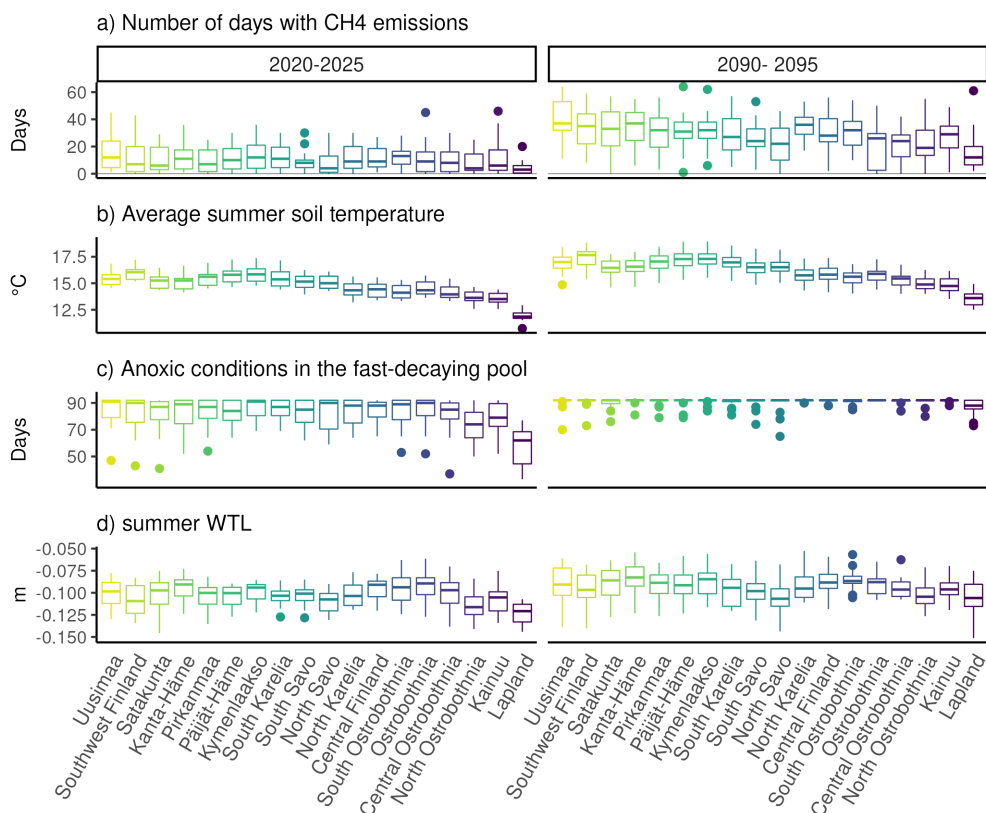 a) Number of days with CH4 emissions
2020-2025 2090- 2095
Days
60
40
20
0
b) Average summer soil temperature
°C
17.5
15.0
12.5
c) Anoxic conditions in the fast-decaying pool
Days
90
70
50
d) summer WTL
m
-0.050
-0.075
-0.100
-0.125
-0.150
Uusimaa
Southwest Finland
Satakunta
Kanta-Häme
Pirkanmaa
Päijät-Häme
Kymenlaakso
South Karelia
South Savo
North Savo
North Karelia
Central Finland
South Ostrobothnia
Ostrobothnia
Central Ostrobothnia
North Ostrobothnia
Kainuu
Lapland
Uusimaa
Southwest Finland
Satakunta
Kanta-Häme
Pirkanmaa
Päijät-Häme
Kymenlaakso
South Karelia
South Savo
North Savo
North Karelia
Central Finland
South Ostrobothnia
Ostrobothnia
Central Ostrobothnia
North Ostrobothnia
Kainuu
Lapland